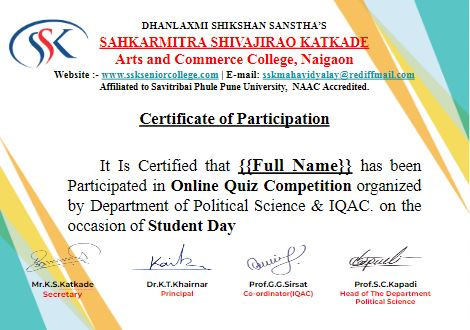 SSK
DHANLAXMI SHIKSHAN SANSTHA'S
SAHKARMITRA SHIVAJIRAO KATKADE
Arts and Commerce College, Naigaon
Website :- www.sskseniorcollege.com | E-mail: sskmahavidyalay@rediffmail.com
Affiliated to Savitribai Phule Pune University, NAAC Accredited.
Certificate of Participation
It Is Certified that {{Full Name}} has been
Participated in Online Quiz Competition organized
by Department of Political Science & IQAC. on the
occasion of Student Day
Mr.K.S.Katkade
Secretary
Dr.K.T.Khairnar
Principal
Prof.G.G.Sirsat
Co-ordinator(IQAC)
Prof.S.C.Kapadi
Head of The Department
Political Science